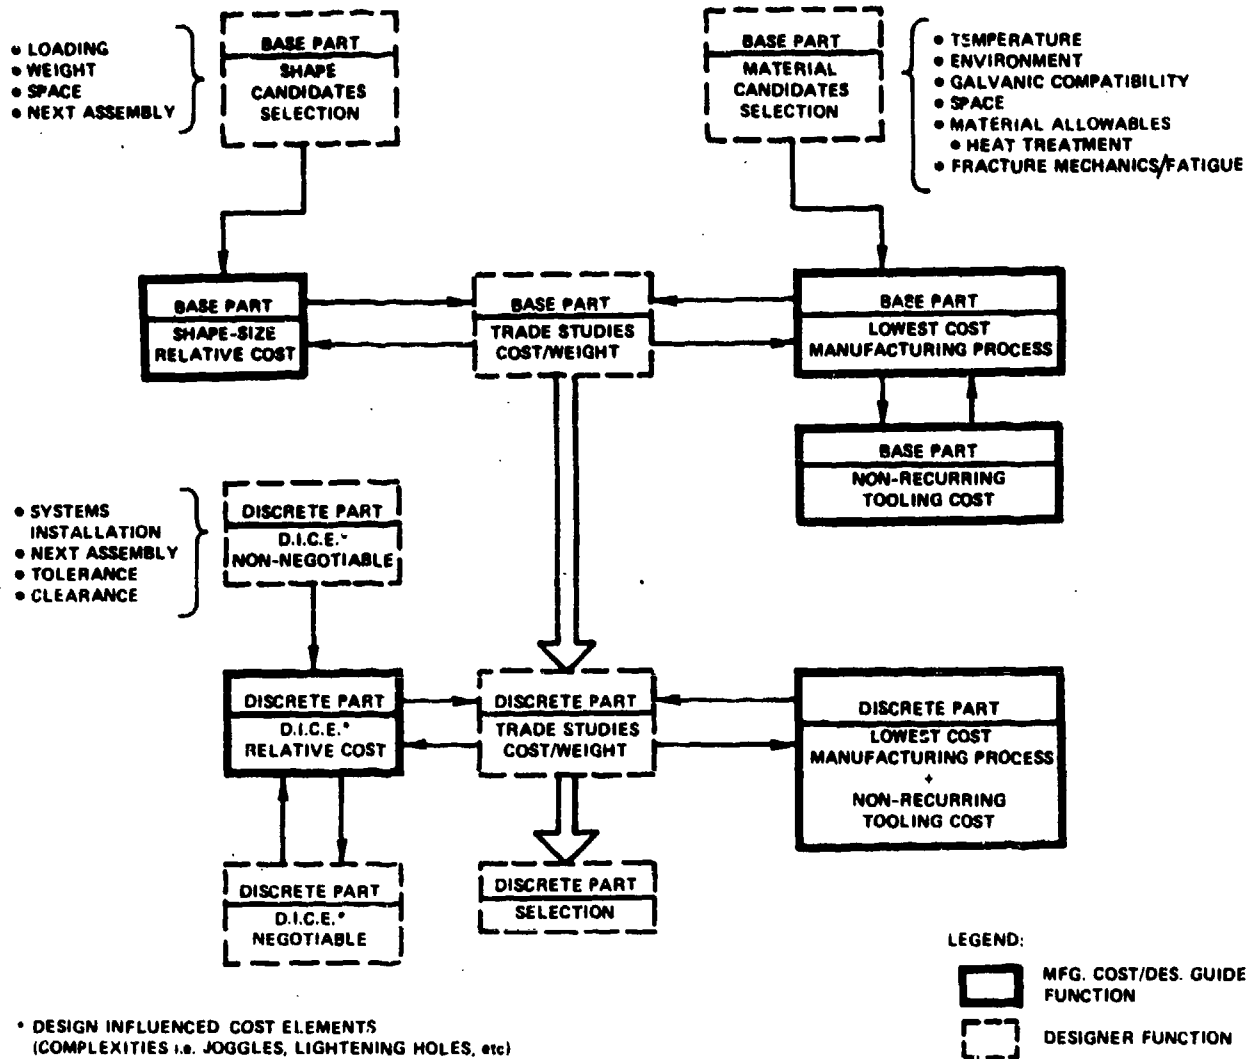 • LOADING
• WEIGHT
• SPACE
• NEXT ASSEMBLY
BASE PART
SHAPE
CANDIDATES
SELECTION
BASE PART
MATERIAL
CANDIDATES
SELECTION
• TEMPERATURE
• ENVIRONMENT
• GALVANIC COMPATIBILITY
• SPACE
• MATERIAL ALLOWABLES
• HEAT TREATMENT
• FRACTURE MECHANICS/FATIGUE
BASE PART
SHAPE-SIZE
RELATIVE COST
BASE PART
TRADE STUDIES
COST/WEIGHT
BASE PART
LOWEST COST
MANUFACTURING PROCESS
BASE PART
NON-RECURRING
TOOLING COST
• SYSTEMS
INSTALLATION
• NEXT ASSEMBLY
• TOLERANCE
• CLEARANCE
DISCRETE PART
D.I.C.E.*
NON-NEGOTIABLE
DISCRETE PART
D.I.C.E.*
RELATIVE COST
DISCRETE PART
TRADE STUDIES
COST/WEIGHT
DISCRETE PART
LOWEST COST
MANUFACTURING PROCESS
+
NON-RECURRING
TOOLING COST
DISCRETE PART
D.I.C.E.*
NEGOTIABLE
DISCRETE PART
SELECTION
LEGEND:
MFG. COST/DES. GUIDE
FUNCTION
DESIGNER FUNCTION
* DESIGN INFLUENCED COST ELEMENTS
(COMPLEXITIES i.e. JOGGLES, LIGHTENING HOLES, etc)